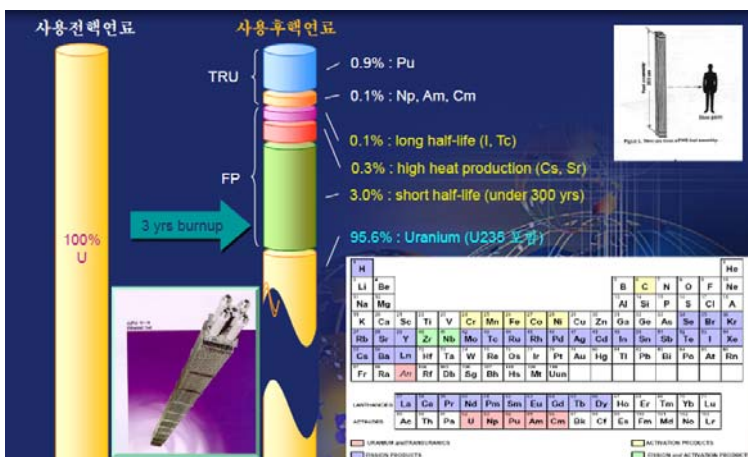 사용전핵연료
사용후핵연료
TRU
FP
0.9% : Pu
0.1% : Np, Am, Cm
0.1% : long half-life (I, Tc)
0.3% : high heat production (Cs, Sr)
3.0% : short half-life (under 300 yrs)
95.6% : Uranium (U235 포함)
3 yrs burnup
100%
U
H He
Li Be B C N O F Ne
Na Mg Al Si P S Cl A
K Ca Sc Ti V Cr Mn Fe Co Ni Cu Zn Ga Ge As Se Br Kr
Rb Sr Y Zr Nb Mo Tc Ru Rh Pd Ag Cd In Sn Sb Te I Xe
Cs Ba Ln Hf Ta W Re Os Ir Pt Au Hg Tl Pb Bi Po At Rn
Fr Ra An Rf Db Sg Bh Hs Mt Uun
LANTHANIDES La Ce Pr Nd Pm Sm Eu Gd Tb Dy Ho Er Tm Yb Lu
ACTINIDES Ac Th Pa U Np Pu Am Cm Bk Cf Es Fm Md No Lr
URANIUM and TRANSURANICS
ACTIVATION PRODUCTS
FISSION PRODUCTS
FISSION and ACTIVATION PRODUCTS